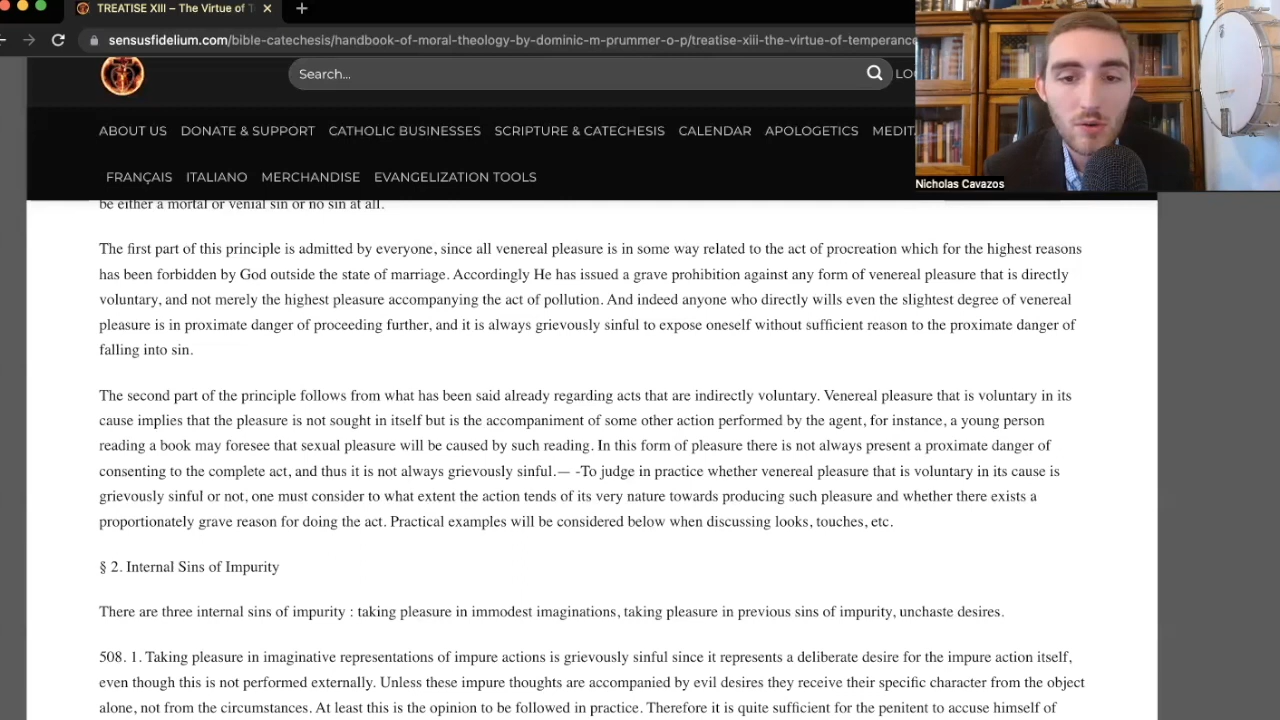 TREATISE XIII – The Virtue of T
sensusfidelium.com/bible-catechesis/handbook-of-moral-theology-by-dominic-m-prummer-o-p/treatise-xiii-the-virtue-of-temperance
Search...
LO
ABOUT US DONATE & SUPPORT CATHOLIC BUSINESSES SCRIPTURE & CATECHESIS CALENDAR APOLOGETICS MEDITA
FRANÇAIS ITALIANO MERCHANDISE EVANGELIZATION TOOLS
Nicholas Cavazos
be either a mortal or venial sin or no sin at all.
The first part of this principle is admitted by everyone, since all venereal pleasure is in some way related to the act of procreation which for the highest reasons
has been forbidden by God outside the state of marriage. Accordingly He has issued a grave prohibition against any form of venereal pleasure that is directly
voluntary, and not merely the highest pleasure accompanying the act of pollution. And indeed anyone who directly wills even the slightest degree of venereal
pleasure is in proximate danger of proceeding further, and it is always grievously sinful to expose oneself without sufficient reason to the proximate danger of
falling into sin.
The second part of the principle follows from what has been said already regarding acts that are indirectly voluntary. Venereal pleasure that is voluntary in its
cause implies that the pleasure is not sought in itself but is the accompaniment of some other action performed by the agent, for instance, a young person
reading a book may foresee that sexual pleasure will be caused by such reading. In this form of pleasure there is not always present a proximate danger of
consenting to the complete act, and thus it is not always grievously sinful.— -To judge in practice whether venereal pleasure that is voluntary in its cause is
grievously sinful or not, one must consider to what extent the action tends of its very nature towards producing such pleasure and whether there exists a
proportionately grave reason for doing the act. Practical examples will be considered below when discussing looks, touches, etc.
§ 2. Internal Sins of Impurity
There are three internal sins of impurity : taking pleasure in immodest imaginations, taking pleasure in previous sins of impurity, unchaste desires.
508. 1. Taking pleasure in imaginative representations of impure actions is grievously sinful since it represents a deliberate desire for the impure action itself,
even though this is not performed externally. Unless these impure thoughts are accompanied by evil desires they receive their specific character from the object
alone, not from the circumstances. At least this is the opinion to be followed in practice. Therefore it is quite sufficient for the penitent to accuse himself of